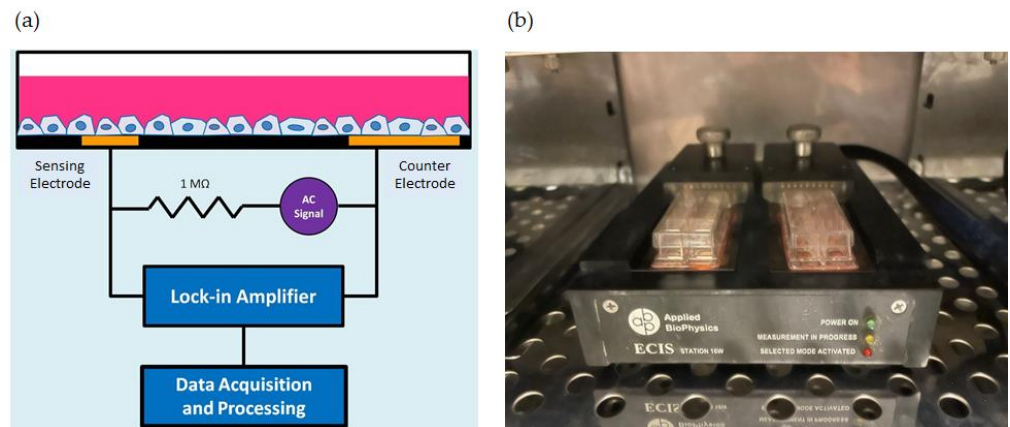 (a)
(b)
Sensing
Electrode
1 MΩ
AC
Signal
Counter
Electrode
Lock-in Amplifier
Data Acquisition
and Processing
abp
Applied
BioPhysics
ECIS STATION 16W
POWER ON
MEASUREMENT IN PROGRESS
SELECTED MODE ACTIVATED